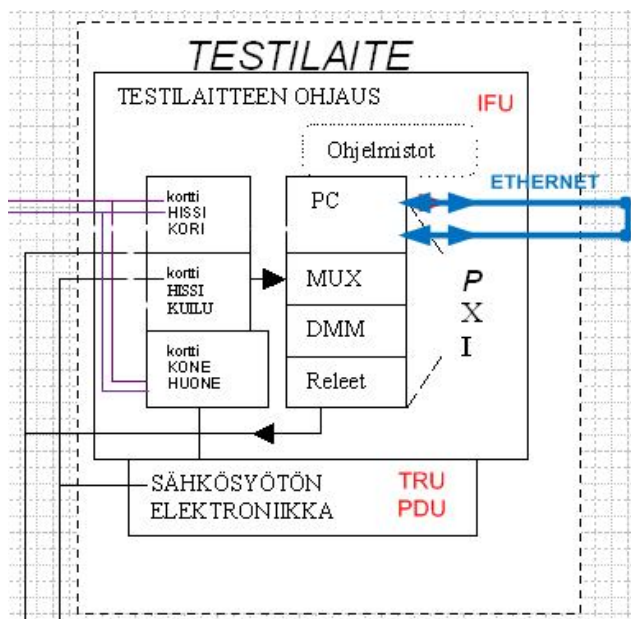 TESTILAITE
TESTILAITTEEN OHJAUS
IFU
Ohjelmistot
ETHERNET
kortti
HISSI
KORI
PC
kortti
HISSI
KUILU
MUX
DMM
P
X
I
kortti
KONE
HUONE
Releet
SÄHKÖSYÖTÖN
ELEKTRONIIKKA
TRU
PDU